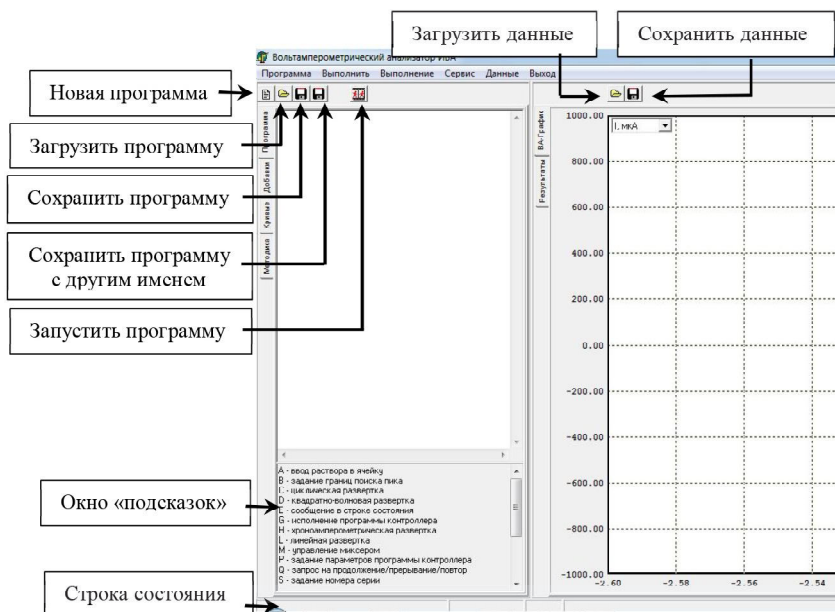 Загрузить данные
Сохранить данные
Вольтамперометрический анализатор ИВА
Программа Выполнить Выполнение Сервис Данные Выход
Новая программа
Загрузить программу
Сохранить программу
Сохранить программу
с другим именем
Запустить программу
Окно «подсказок»
Строка состояния
Программа
Добавки
Кривые
Методика
ВА-График
Результаты
I, мкА
1000.00
800.00
600.00
400.00
200.00
0.00
-200.00
-400.00
-600.00
-800.00
-1000.00
-2.60 -2.58 -2.56 -2.54
A - ввод раствора в ячейку
B - задание границ поиска пика
C - циклическая развертка
D - квадратно-волновая развертка
E - сообщение в строке состояния
G - исполнение программы контроллера
H - хроноамперометрическая развертка
L - линейная развертка
M - управление миксером
P - задание параметров программы контроллера
Q - запрос на продолжение/прерывание/повтор
S - задание номера серии